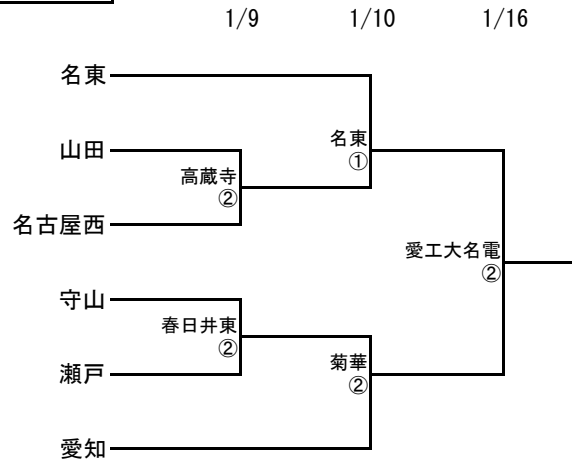 1/9 1/10 1/16
名東
名東
①
山田
高蔵寺
②
名古屋西
愛工大名電
②
守山
春日井東
②
瀬戸
菊華
②
愛知